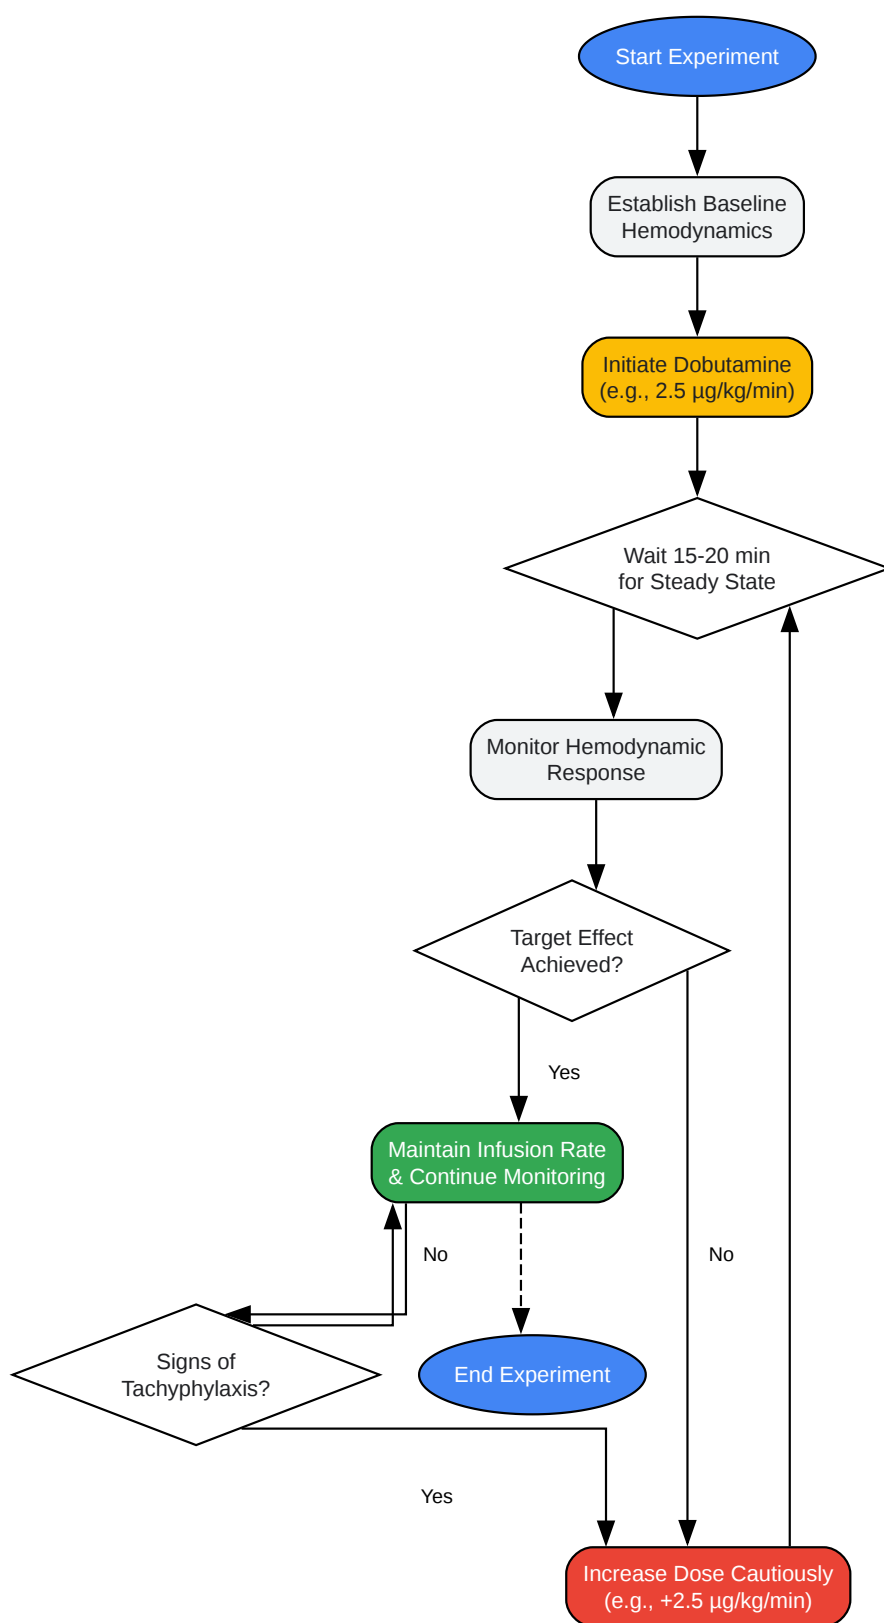 Start Experiment
Establish Baseline
Hemodynamics
Initiate Dobutamine
(e.g., 2.5 µg/kg/min)
Wait 15-20 min
for Steady State
Monitor Hemodynamic
Response
Target Effect
Achieved?
Yes
Maintain Infusion Rate
& Continue Monitoring
No
No
Signs of
Tachyphylaxis?
End Experiment
Yes
Increase Dose Cautiously
(e.g., +2.5 µg/kg/min)